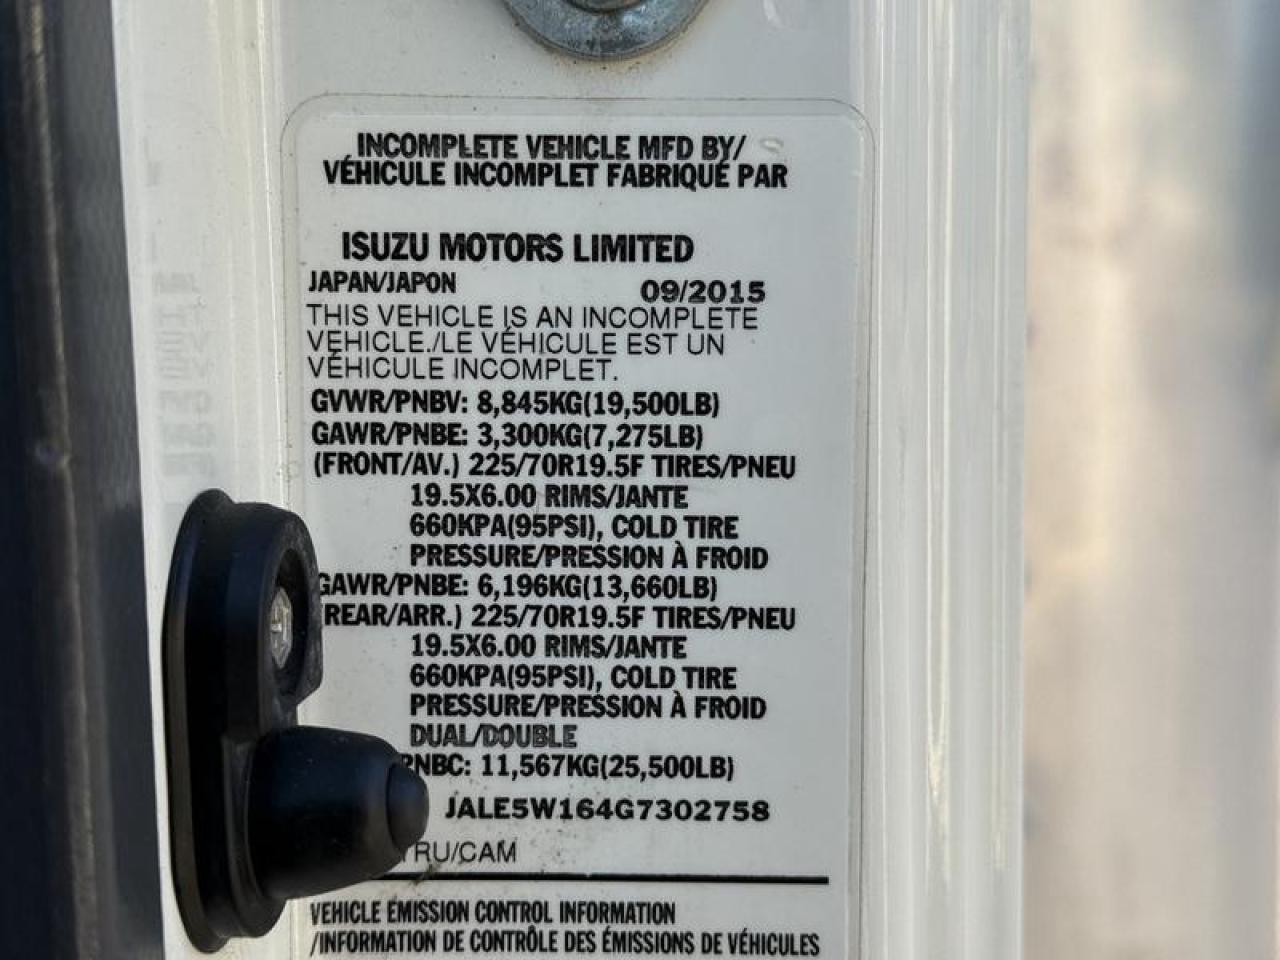 INCOMPLETE VEHICLE MFD BY/
VÉHICULE INCOMPLET FABRIQUÉ PAR
ISUZU MOTORS LIMITED
JAPAN/JAPON 09/2015
THIS VEHICLE IS AN INCOMPLETE
VEHICLE./LE VÉHICULE EST UN
VÉHICULE INCOMPLET.
GVWR/PNBV: 8,845KG(19,500LB)
GAWR/PNBE: 3,300KG(7,275LB)
(FRONT/AV.) 225/70R19.5F TIRES/PNEU
19.5X6.00 RIMS/JANTE
660KPA(95PSI), COLD TIRE
PRESSURE/PRESSION À FROID
GAWR/PNBE: 6,196KG(13,660LB)
(REAR/ARR.) 225/70R19.5F TIRES/PNEU
19.5X6.00 RIMS/JANTE
660KPA(95PSI), COLD TIRE
PRESSURE/PRESSION À FROID
DUAL/DOUBLE
PNBC: 11,567KG(25,500LB)
JALE5W164G7302758
TRU/CAM
VEHICLE EMISSION CONTROL INFORMATION
/INFORMATION DE CONTRÔLE DES ÉMISSIONS DE VÉHICULES